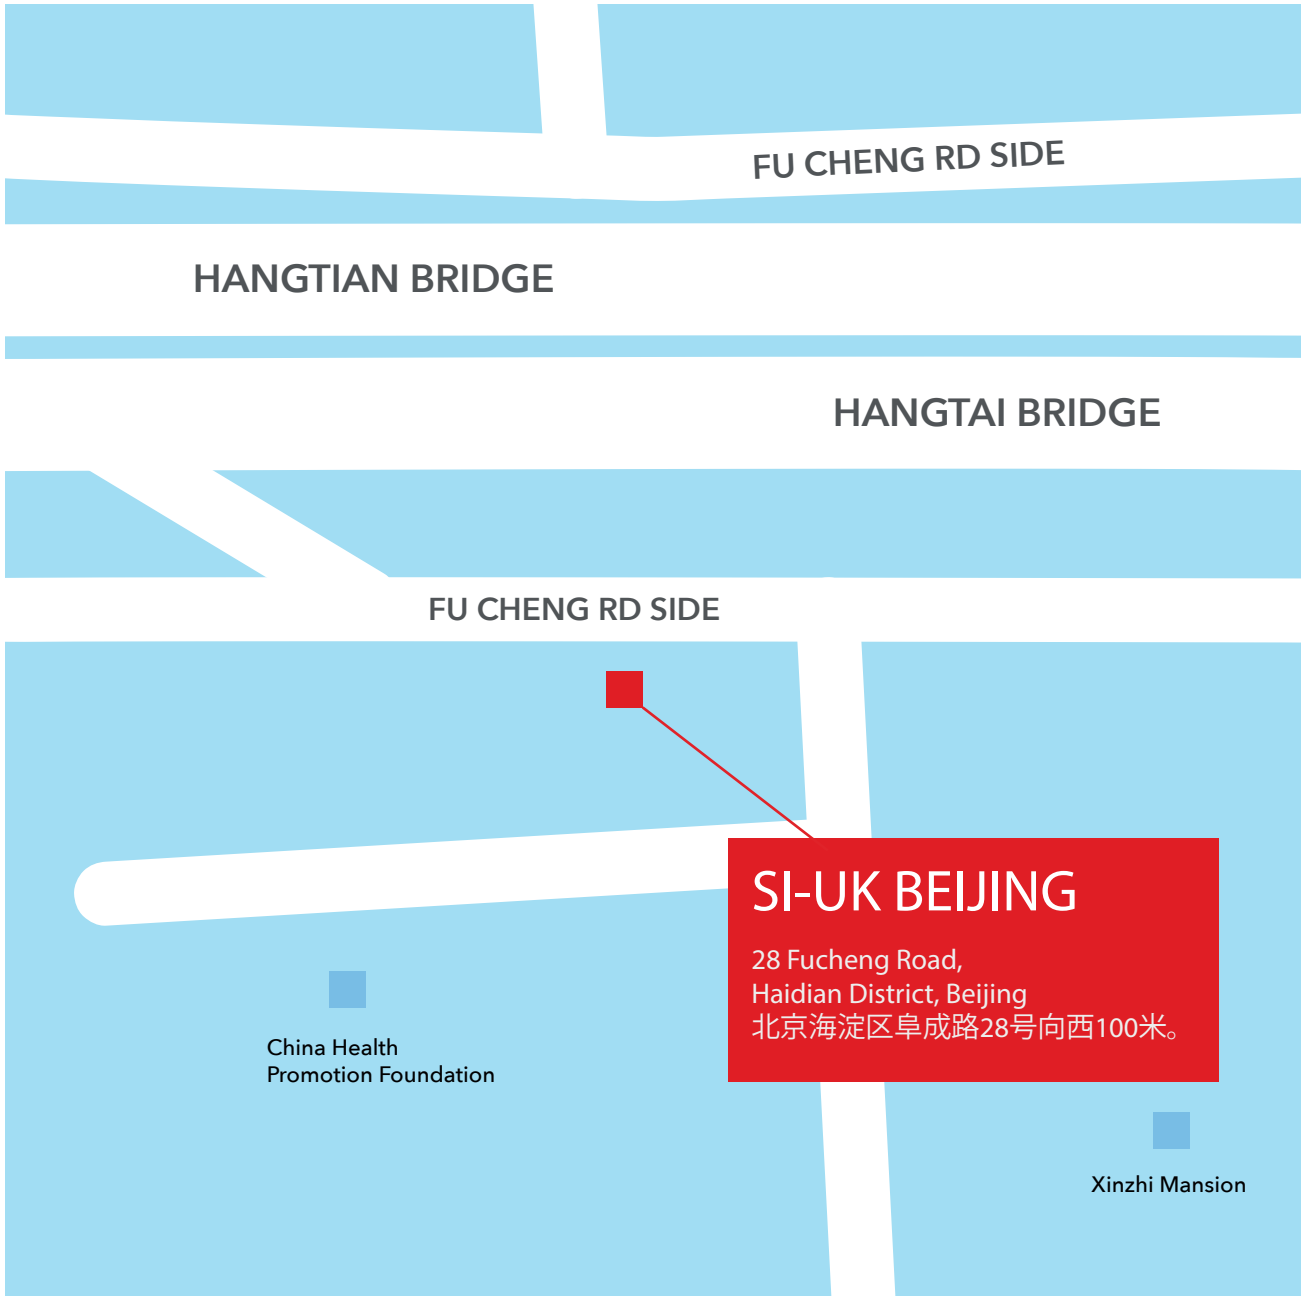 FU CHENG RD SIDE
HANGTIAN BRIDGE
HANGTAI BRIDGE
FU CHENG RD SIDE
SI-UK BEIJING
28 Fucheng Road,
Haidian District, Beijing
北京海淀区阜成路28号向西100米。
China Health
Promotion Foundation
Xinzhi Mansion